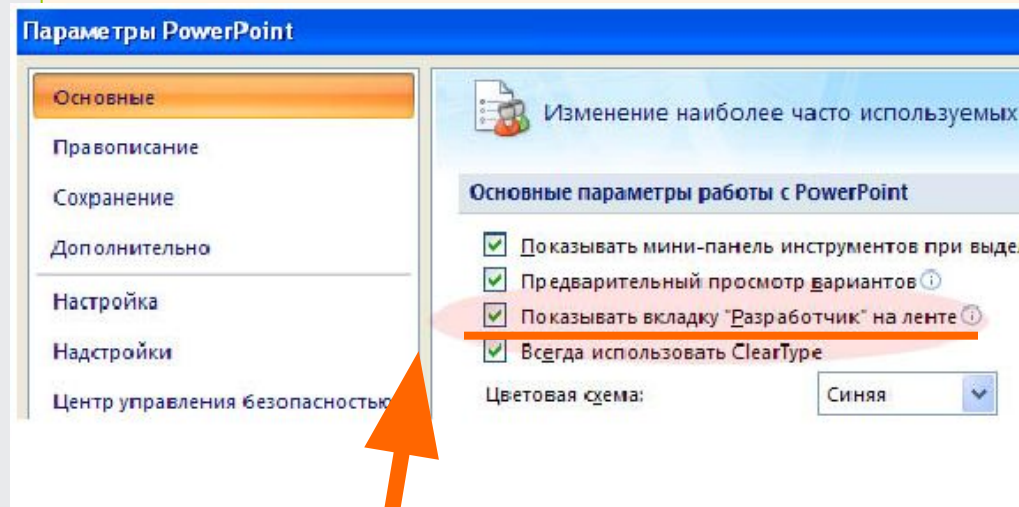 Параметры PowerPoint
Основные
Правописание
Сохранение
Дополнительно
Настройка
Надстройки
Центр управления безопасностью
Изменение наиболее часто используемых
Основные параметры работы с PowerPoint
Показывать мини-панель инструментов при
Предварительный просмотр вариантов
Показывать вкладку "Разработчик" на ленте
Всегда использовать ClearType
Цветовая схема: Синяя